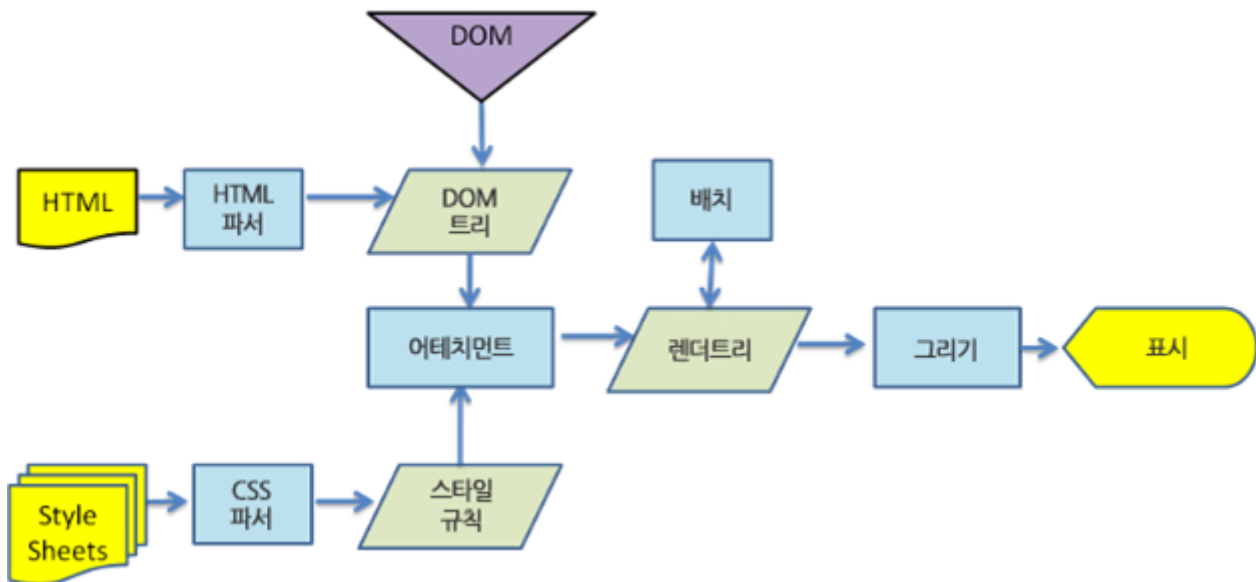 DOM
HTML
HTML
파서
DOM
트리
배치
어테치먼트
렌더트리
그리기
표시
Style
Sheets
CSS
파서
스타일
규칙